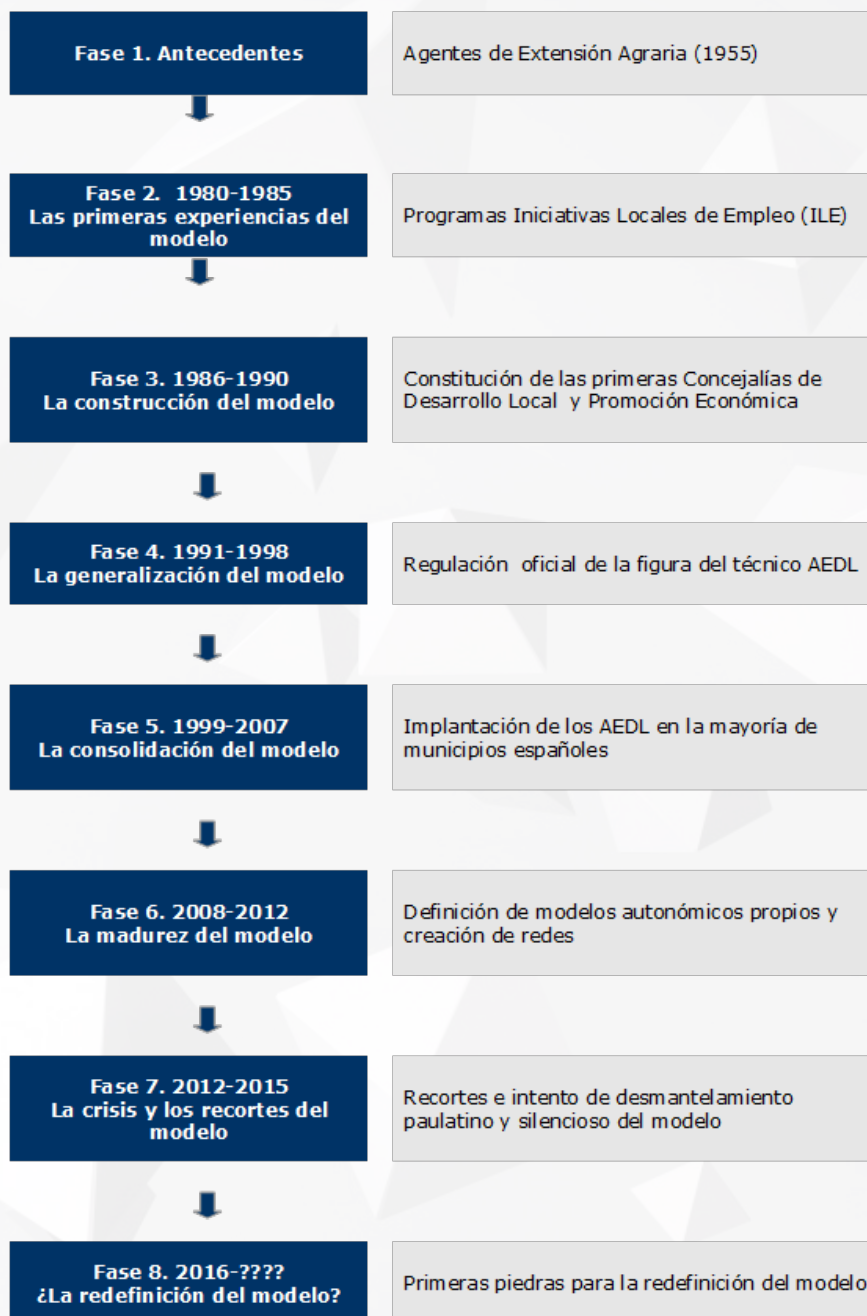 Fase 1. Antecedentes
Agentes de Extensión Agraria (1955)
Fase 2. 1980-1985
Las primeras experiencias del
modelo
Programas Iniciativas Locales de Empleo (ILE)
Fase 3. 1986-1990
La construcción del modelo
Constitución de las primeras Concejalías de
Desarrollo Local y Promoción Económica
Fase 4. 1991-1998
La generalización del modelo
Regulación oficial de la figura del técnico AEDL
Fase 5. 1999-2007
La consolidación del modelo
Implantación de los AEDL en la mayoría de
municipios españoles
Fase 6. 2008-2012
La madurez del modelo
Definición de modelos autonómicos propios y
creación de redes
Fase 7. 2012-2015
La crisis y los recortes del
modelo
Recortes e intento de desmantelamiento
paulatino y silencioso del modelo
Fase 8. 2016-????
¿La redefinición del modelo?
Primeras piedras para la redefinición del modelo